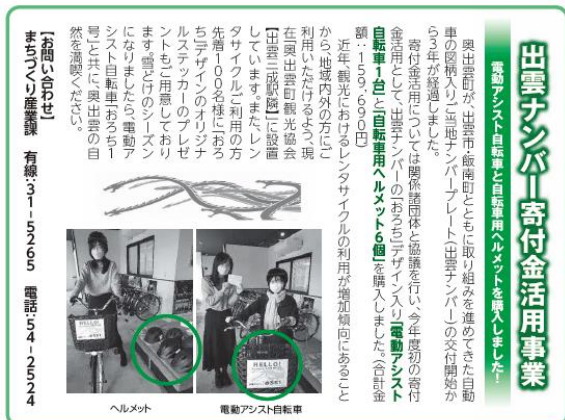 出雲ナンバー寄付金活用事業
電動アシスト自転車と自転車用ヘルメットを購入しました!
奥出雲町が、出雲市・飯南町とともに取り組みを進めてきた自動
車の図柄入りご当地ナンバープレート(出雲ナンバー)の交付開始か
ら3年が経過しました。
寄付金活用については関係諸団体と協議を行い、今年度初の寄付
金活用として、出雲ナンバーの「おろち」デザイン入り【電動アシスト
自転車1台】と【自転車用ヘルメット6個】を購入しました。(合計金
額:159,690円)
近年、観光におけるレンタサイクルの利用が増加傾向にあること
から、地域内外の方にご
利用いただけるよう、現
在「奥出雲町観光協会
【出雲三成駅隣】」に設置
しています。また、レン
タサイクルご利用の方
先着100名様に「おろ
ち」デザインのオリジナ
ルステッカーのプレゼ
ントもご用意しており
ます。雪どけのシーズン
になりましたら、電動ア
シスト自転車「おろち1
号」と共に、奥出雲の自
然を満喫ください。
【お問い合わせ】
まちづくり産業課 有線:31-5265 電話:54-2524
HELLO!
HELLO!
ヘルメット
電動アシスト自転車